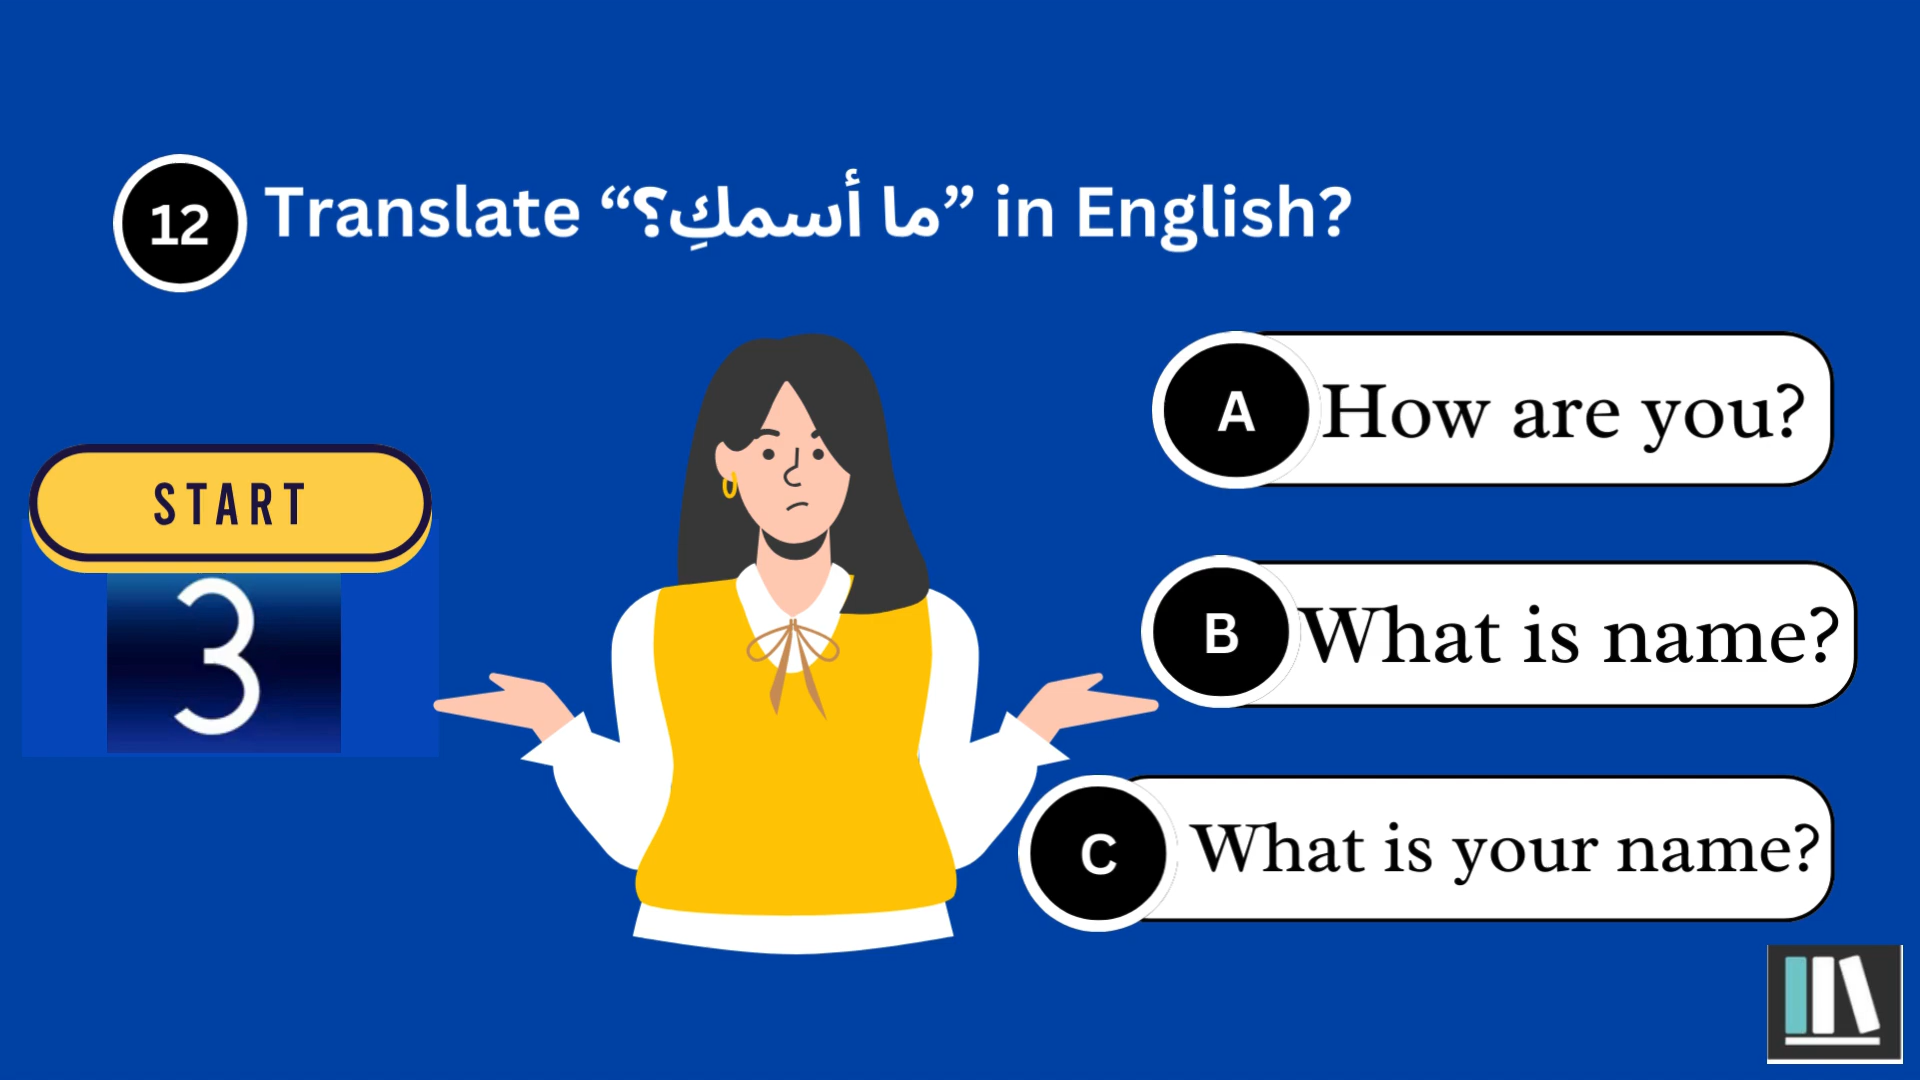 12
Translate “ما أسمكِ؟” in English?
START
3
A
How are you?
B
What is name?
C
What is your name?